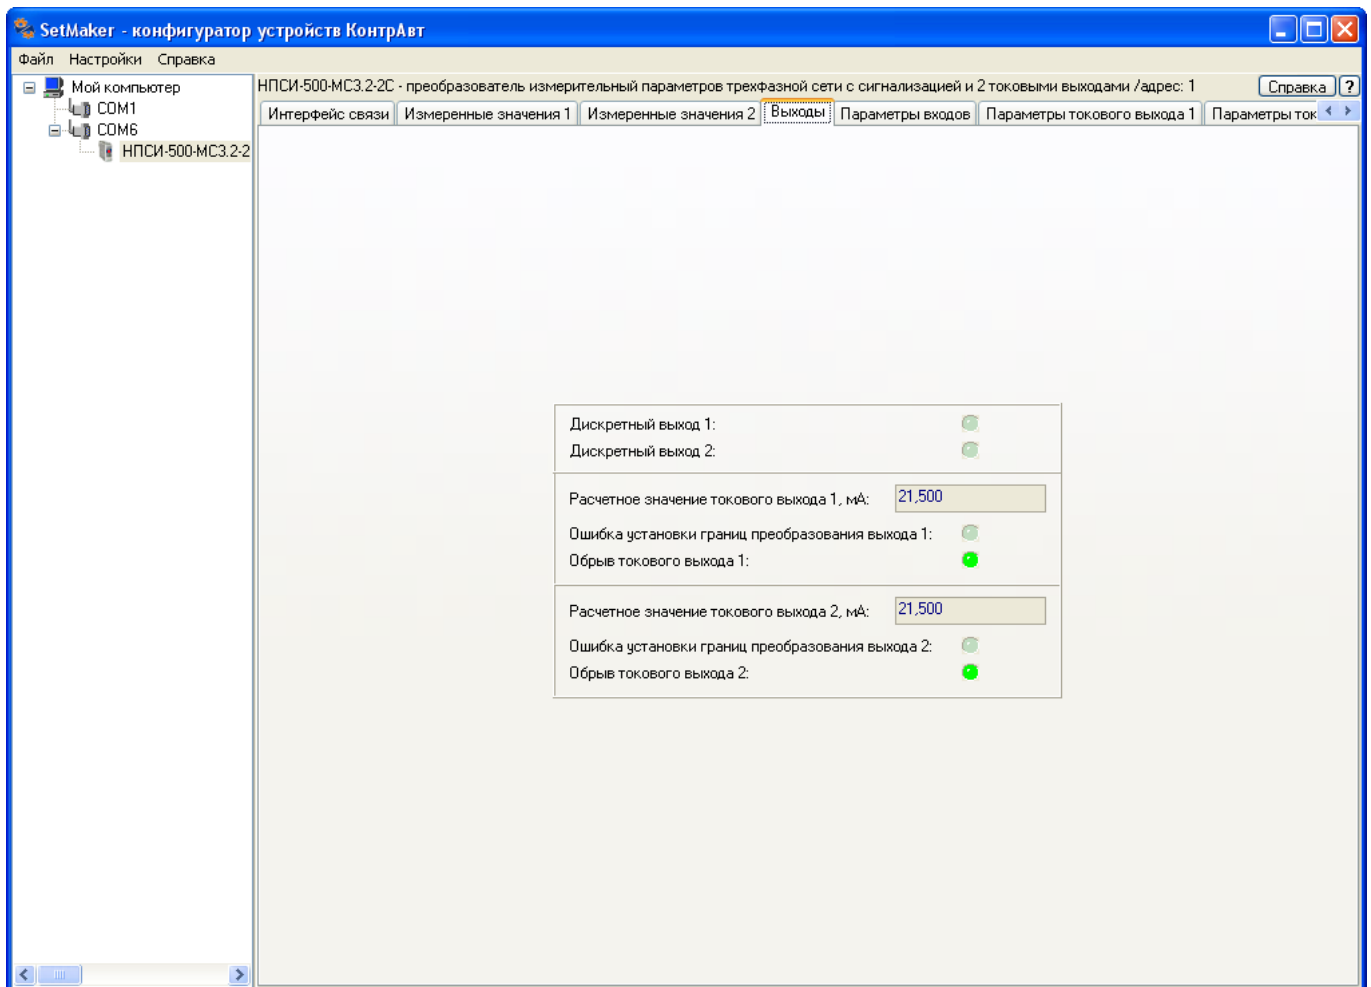 SetMaker - конфигуратор устройств КонтрАвт
Файл Настройки Справка
Мой компьютер
COM1
COM6
НПСИ-500-МС3.2-2
НПСИ-500-МС3.2-2С - преобразователь измерительный параметров трехфазной сети с сигнализацией и 2 токовыми выходами /адрес: 1
Справка ?
Интерфейс связи Измеренные значения 1 Измеренные значения 2 Выходы Параметры входов Параметры токового выхода 1 Параметры ток
Дискретный выход 1:
Дискретный выход 2:
Расчетное значение токового выхода 1, мА: 21,500
Ошибка установки границ преобразования выхода 1:
Обрыв токового выхода 1:
Расчетное значение токового выхода 2, мА: 21,500
Ошибка установки границ преобразования выхода 2:
Обрыв токового выхода 2: